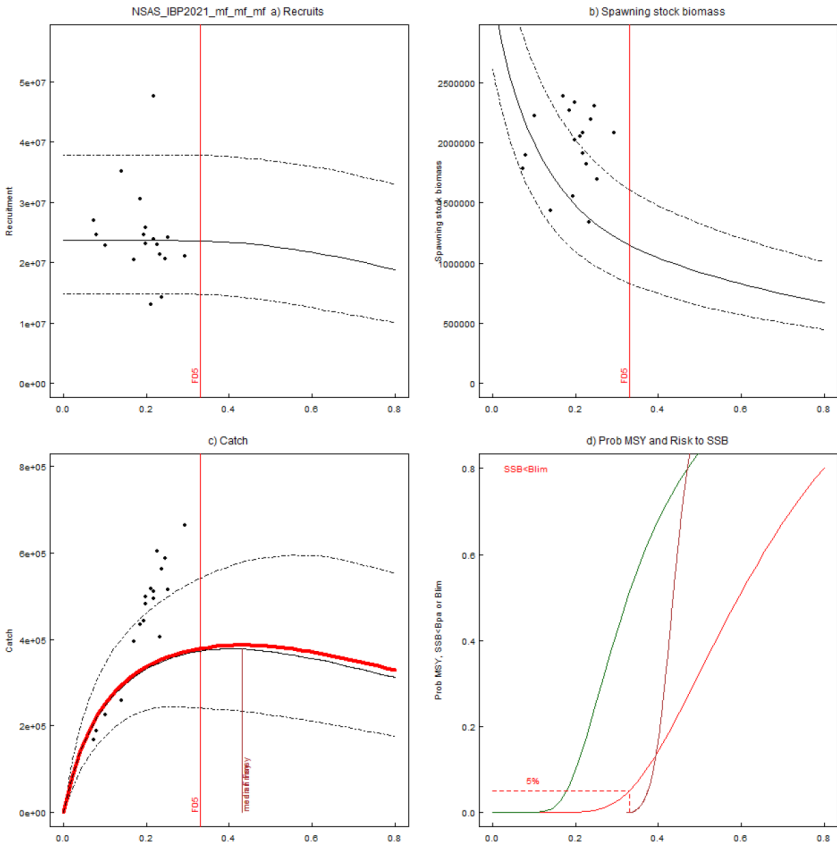 NSAS_IBP2021_mf_mf_mf a) Recruits
Recruitment
5e+07
4e+07
3e+07
2e+07
1e+07
0e+00
F05
0.0 0.2 0.4 0.6 0.8
b) Spawning stock biomass
Spawning stock biomass
2500000
2000000
1500000
1000000
500000
0
F05
0.0 0.2 0.4 0.6 0.8
c) Catch
Catch
8e+05
6e+05
4e+05
2e+05
0e+00
F05
0.0 0.2 0.4 0.6 0.8
d) Prob MSY and Risk to SSB
Prob MSY, SSB<Bpa or Blim
0.8
0.6
0.4
0.2
0.0
SSB<Blim
5%
0.0 0.2 0.4 0.6 0.8